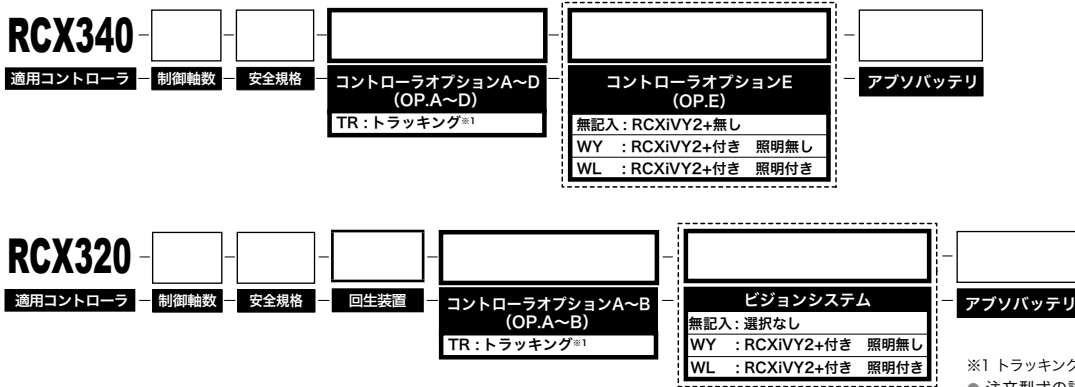 RCX340
適用コントローラ
制御軸数
安全規格
コントローラオプションA～D
(OP.A～D)
TR : トラッキング※1
コントローラオプションE
(OP.E)
無記入 : RCXiVY2+無し
WY : RCXiVY2+付き 照明無し
WL : RCXiVY2+付き 照明付き
アブソバッテリ
RCX320
適用コントローラ
制御軸数
安全規格
回生装置
コントローラオプションA～B
(OP.A～B)
TR : トラッキング※1
ビジョンシステム
無記入 : 選択なし
WY : RCXiVY2+付き 照明無し
WL : RCXiVY2+付き 照明付き
アブソバッテリ
※1 トラッキング